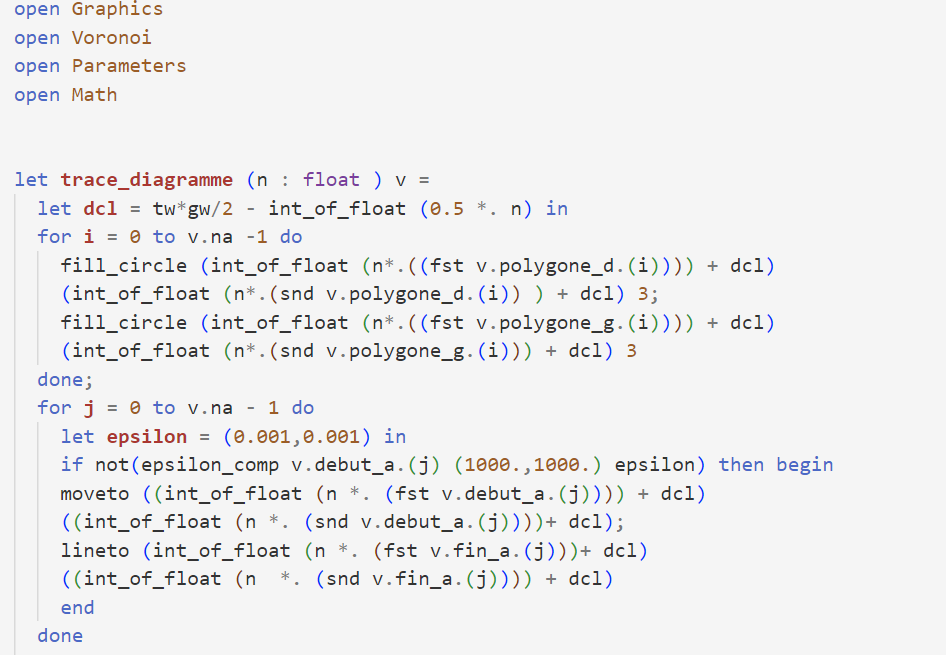 open Graphics
open Voronoi
open Parameters
open Math
let trace_diagramme (n : float ) v =
let dcl = tw*gw/2 - int_of_float (0.5 *. n) in
for i = 0 to v.na -1 do
fill_circle (int_of_float (n*.((fst v.polygone_d.(i)))) + dcl)
(int_of_float (n*.(snd v.polygone_d.(i)) ) + dcl) 3;
fill_circle (int_of_float (n*.((fst v.polygone_g.(i)))) + dcl)
(int_of_float (n*.(snd v.polygone_g.(i))) + dcl) 3
done;
for j = 0 to v.na - 1 do
let epsilon = (0.001,0.001) in
if not(epsilon_comp v.debut_a.(j) (1000.,1000.) epsilon) then begin
moveto ((int_of_float (n *. (fst v.debut_a.(j)))) + dcl)
((int_of_float (n *. (snd v.debut_a.(j))))+ dcl);
lineto (int_of_float (n *. (fst v.fin_a.(j)))+ dcl)
((int_of_float (n  *. (snd v.fin_a.(j)))) + dcl)
end
done